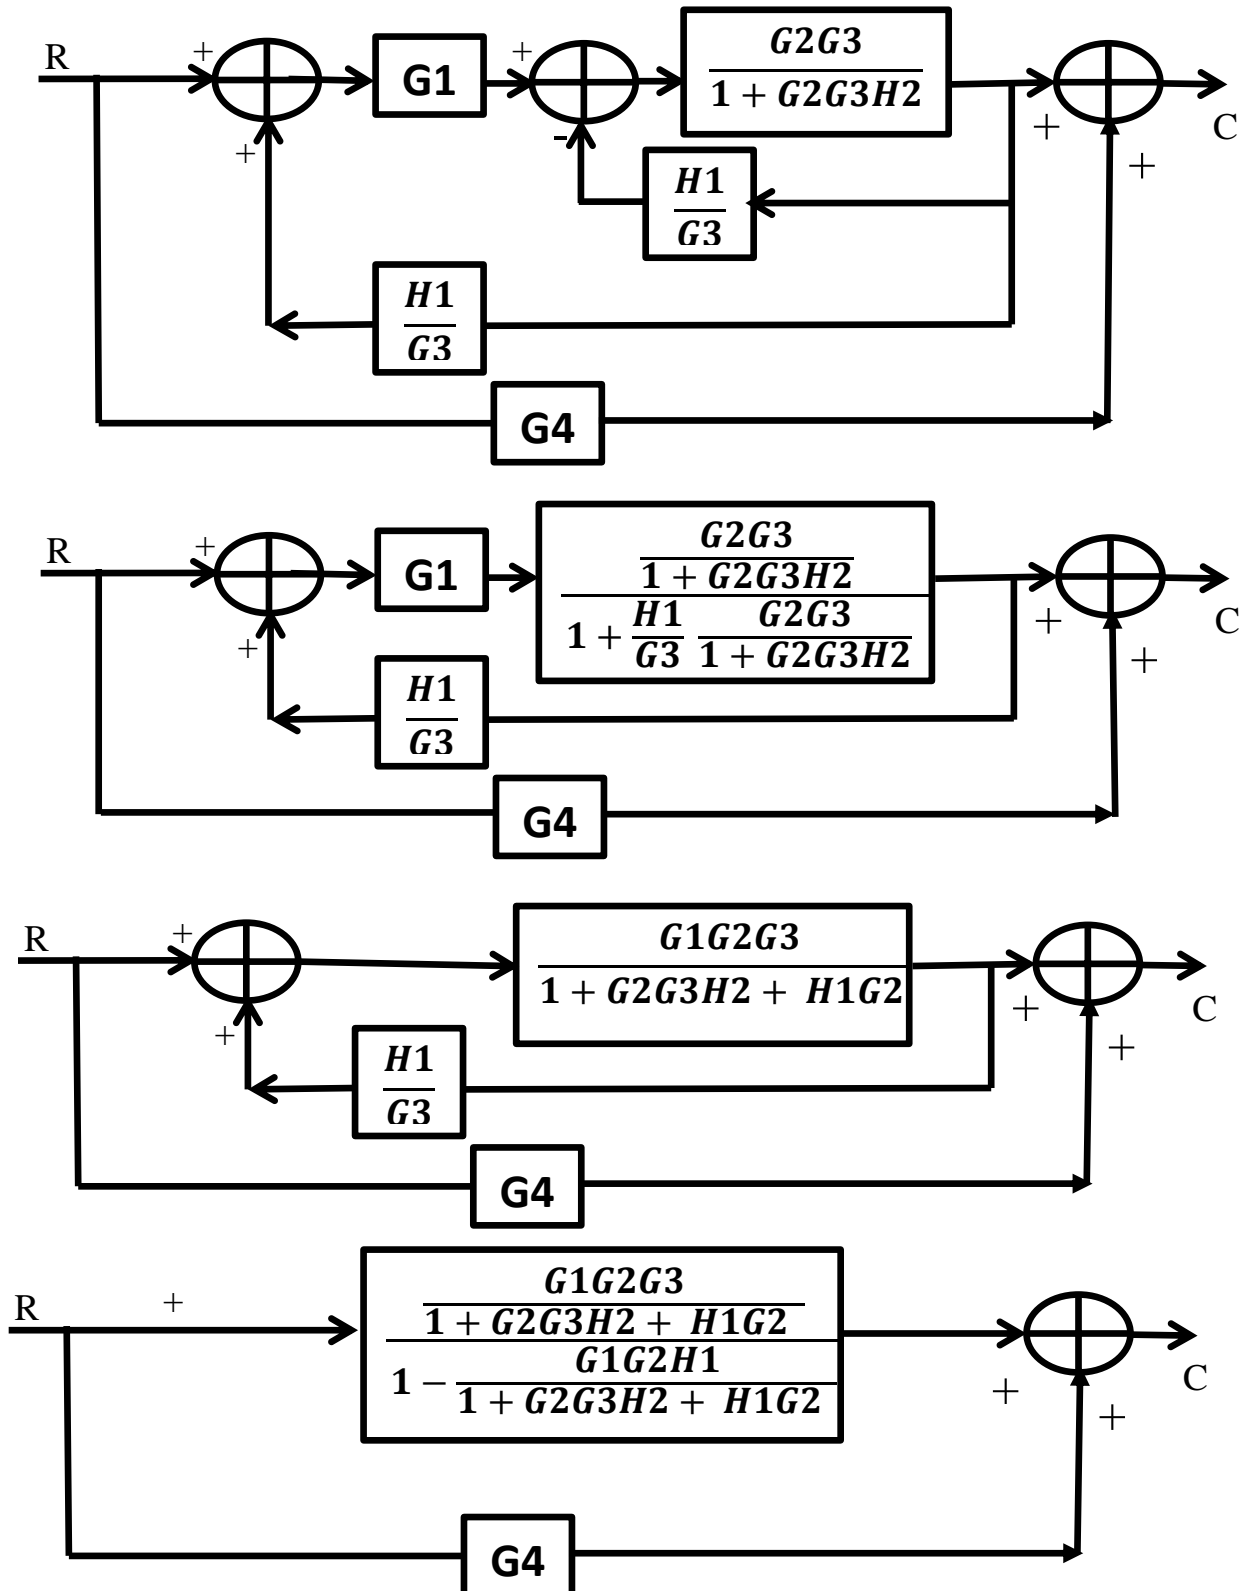 R + G1 + G2G3
1 + G2G3H2
+ C
- +
+ H1
G3
H1
G3
G4
R + G1 G2G3
1 + G2G3H2
1 + H1 G2G3
G3 1 + G2G3H2
+ + C
+
H1
G3
G4
R + G1G2G3
1 + G2G3H2 + H1G2
+ + C
+
H1
G3
G4
R + G1G2G3
1 + G2G3H2 + H1G2
1 − G1G2H1
1 + G2G3H2 + H1G2
+ C
+
G4